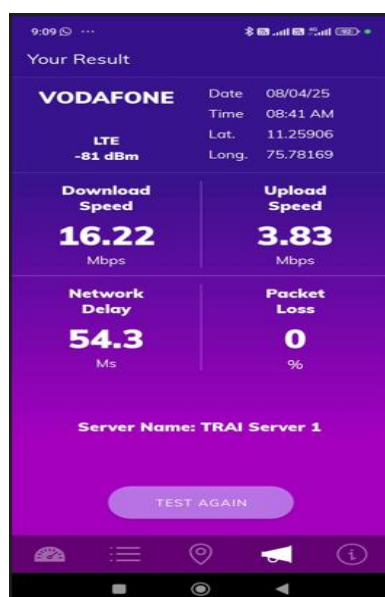 9:09
Your Result
VODAFONE
LTE
-81 dBm
Date 08/04/25
Time 08:41 AM
Lat. 11.25906
Long. 75.78169
Download Speed
16.22
Mbps
Upload Speed
3.83
Mbps
Network Delay
54.3
Ms
Packet Loss
0
%
Server Name: TRAI Server 1
TEST AGAIN